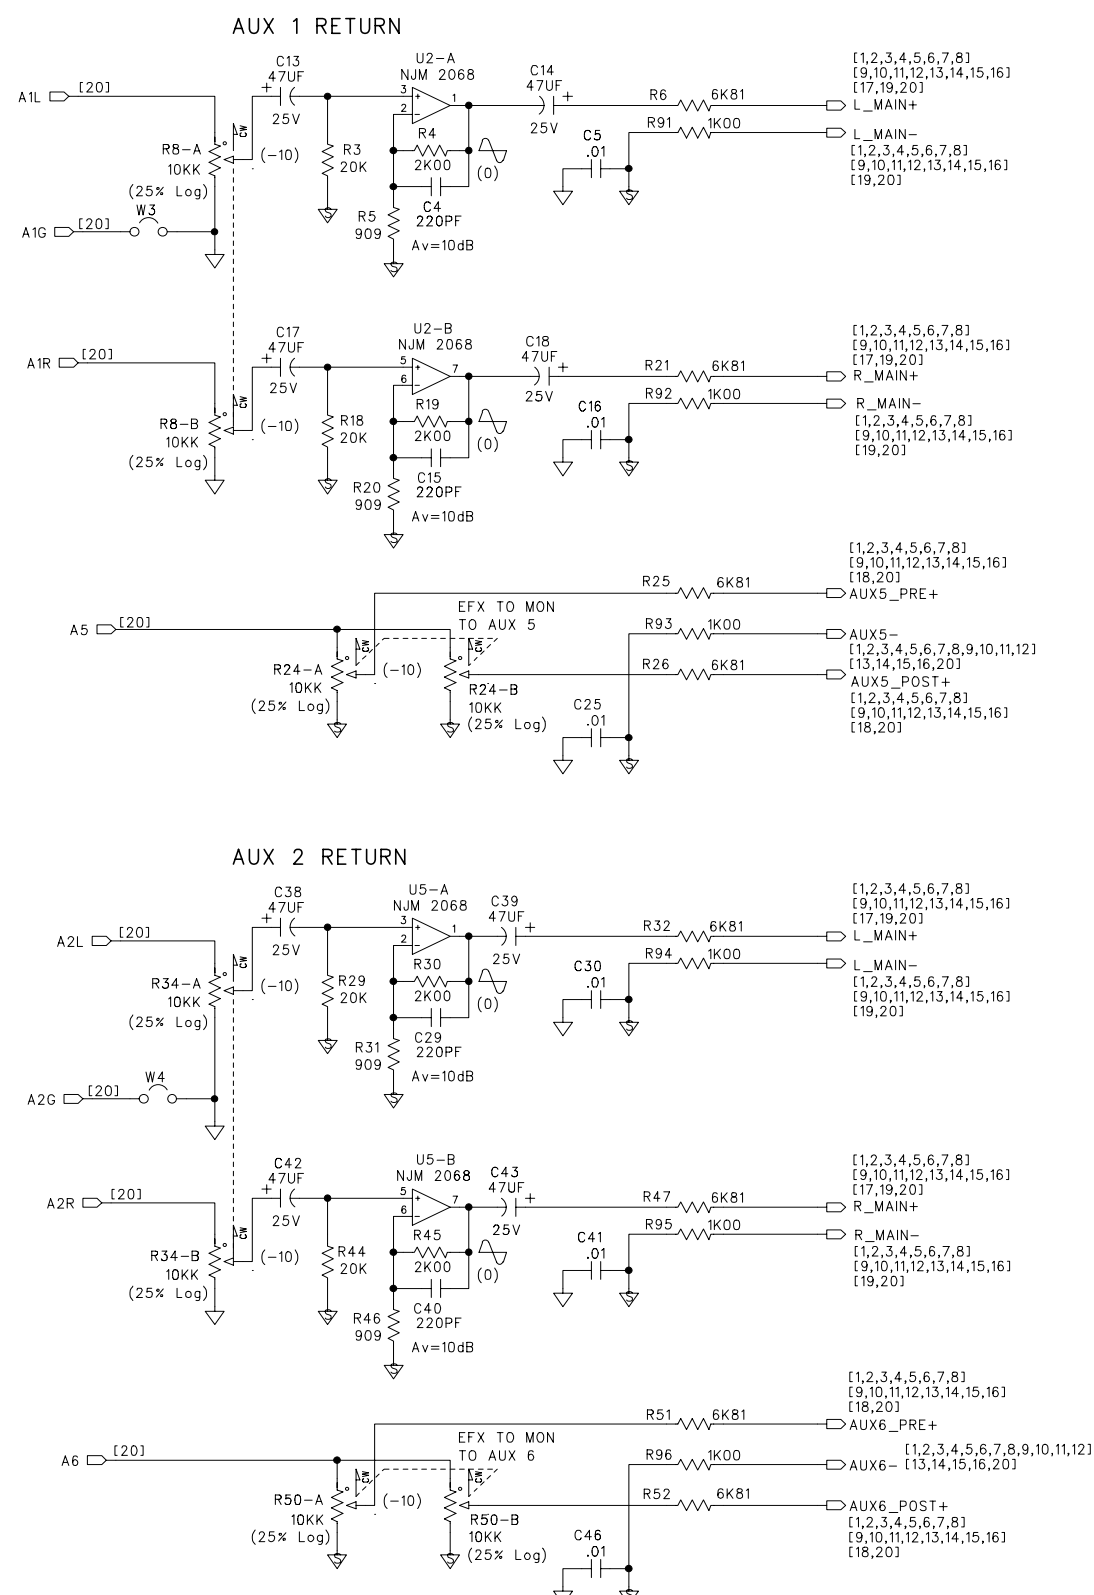 AUX 1 RETURN
A1L [20]
R8-A
10KK
(25% Log)
CW
(-10)
W3
A1G [20]
C13
47UF
+
25V
R3
20K
S
U2-A
NJM 2068
3 +
2 -
1
R4
2K00
C4
220PF
(0)
R5
909
Av=10dB
S
C14
47UF
+
25V
R6 6K81
[1,2,3,4,5,6,7,8]
[9,10,11,12,13,14,15,16]
[17,19,20]
L_MAIN+
R91 1K00
L_MAIN-
[1,2,3,4,5,6,7,8]
[9,10,11,12,13,14,15,16]
[19,20]
C5
.01
S
A1R [20]
R8-B
10KK
(25% Log)
CW
(-10)
C17
47UF
+
25V
R18
20K
S
U2-B
NJM 2068
5 +
6 -
7
R19
2K00
C15
220PF
(0)
R20
909
Av=10dB
S
C18
47UF
+
25V
R21 6K81
[1,2,3,4,5,6,7,8]
[9,10,11,12,13,14,15,16]
[17,19,20]
R_MAIN+
R92 1K00
R_MAIN-
[1,2,3,4,5,6,7,8]
[9,10,11,12,13,14,15,16]
[19,20]
C16
.01
S
A5 [20]
EFX TO MON
TO AUX 5
R24-A
10KK
(25% Log)
CW
(-10)
S
CW
R24-B
10KK
(25% Log)
S
R25 6K81
[1,2,3,4,5,6,7,8]
[9,10,11,12,13,14,15,16]
[18,20]
AUX5_PRE+
R93 1K00
AUX5-
[1,2,3,4,5,6,7,8,9,10,11,12]
[13,14,15,16,20]
R26 6K81
AUX5_POST+
[1,2,3,4,5,6,7,8]
[9,10,11,12,13,14,15,16]
[18,20]
C25
.01
S
AUX 2 RETURN
A2L [20]
R34-A
10KK
(25% Log)
CW
(-10)
W4
A2G [20]
C38
47UF
+
25V
R29
20K
S
U5-A
NJM 2068
3 +
2 -
1
R30
2K00
C29
220PF
(0)
R31
909
Av=10dB
S
C39
47UF
+
25V
R32 6K81
[1,2,3,4,5,6,7,8]
[9,10,11,12,13,14,15,16]
[17,19,20]
L_MAIN+
R94 1K00
L_MAIN-
[1,2,3,4,5,6,7,8]
[9,10,11,12,13,14,15,16]
[19,20]
C30
.01
S
A2R [20]
R34-B
10KK
(25% Log)
CW
(-10)
C42
47UF
+
25V
R44
20K
S
U5-B
NJM 2068
5 +
6 -
7
R45
2K00
C40
220PF
(0)
R46
909
Av=10dB
S
C43
47UF
+
25V
R47 6K81
[1,2,3,4,5,6,7,8]
[9,10,11,12,13,14,15,16]
[17,19,20]
R_MAIN+
R95 1K00
R_MAIN-
[1,2,3,4,5,6,7,8]
[9,10,11,12,13,14,15,16]
[19,20]
C41
.01
S
A6 [20]
EFX TO MON
TO AUX 6
R50-A
10KK
(25% Log)
CW
(-10)
S
CW
R50-B
10KK
(25% Log)
S
R51 6K81
[1,2,3,4,5,6,7,8]
[9,10,11,12,13,14,15,16]
[18,20]
AUX6_PRE+
R96 1K00
AUX6-
[1,2,3,4,5,6,7,8,9,10,11,12]
[13,14,15,16,20]
R52 6K81
AUX6_POST+
[1,2,3,4,5,6,7,8]
[9,10,11,12,13,14,15,16]
[18,20]
C46
.01
S